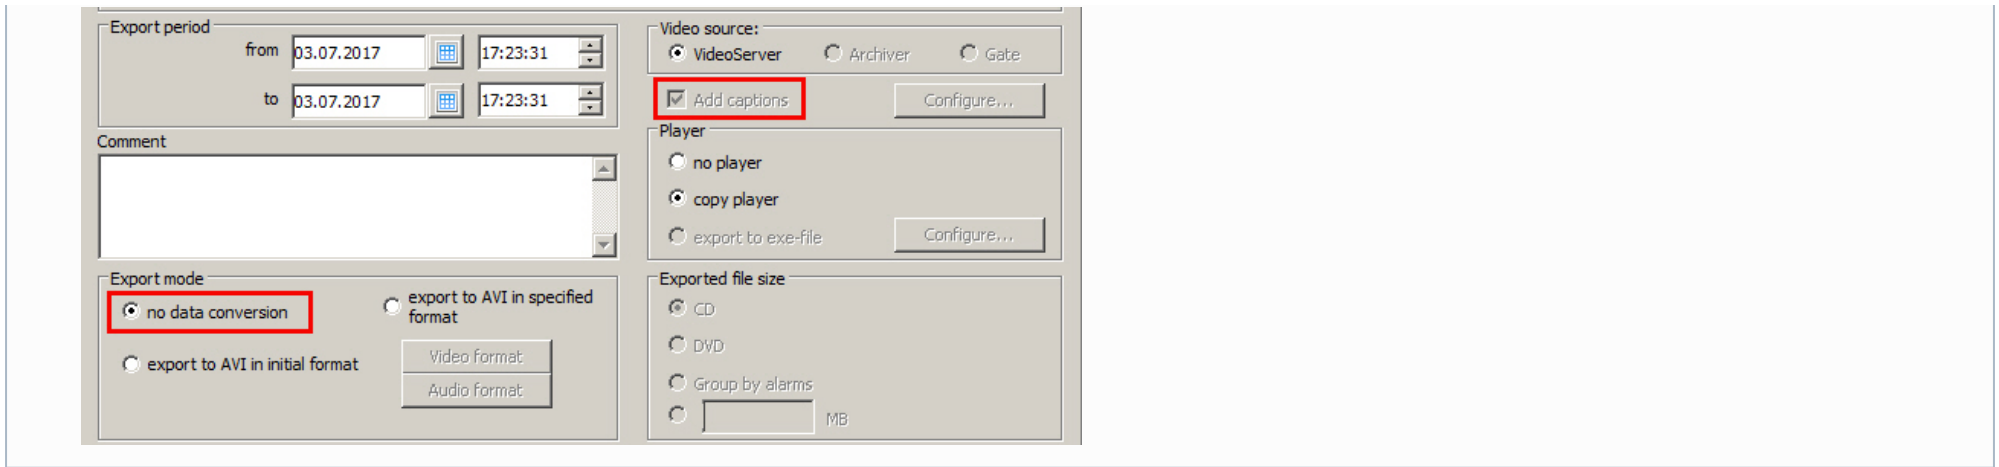 Export period
from 03.07.2017 17:23:31
to 03.07.2017 17:23:31
Comment
Export mode
no data conversion
export to AVI in specified
format
export to AVI in initial format
Video format
Audio format
Video source:
VideoServer Archiver Gate
Add captions Configure...
Player
no player
copy player
export to exe-file Configure...
Exported file size
CD
DVD
Group by alarms
MB